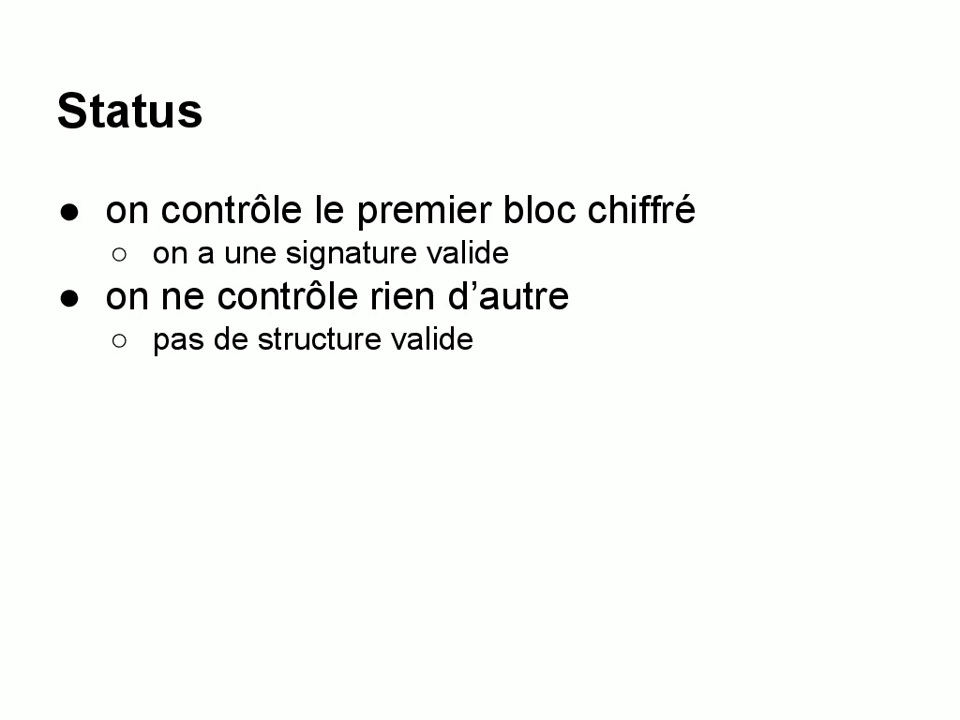 Status
● on contrôle le premier bloc chiffré
○ on a une signature valide
● on ne contrôle rien d’autre
○ pas de structure valide